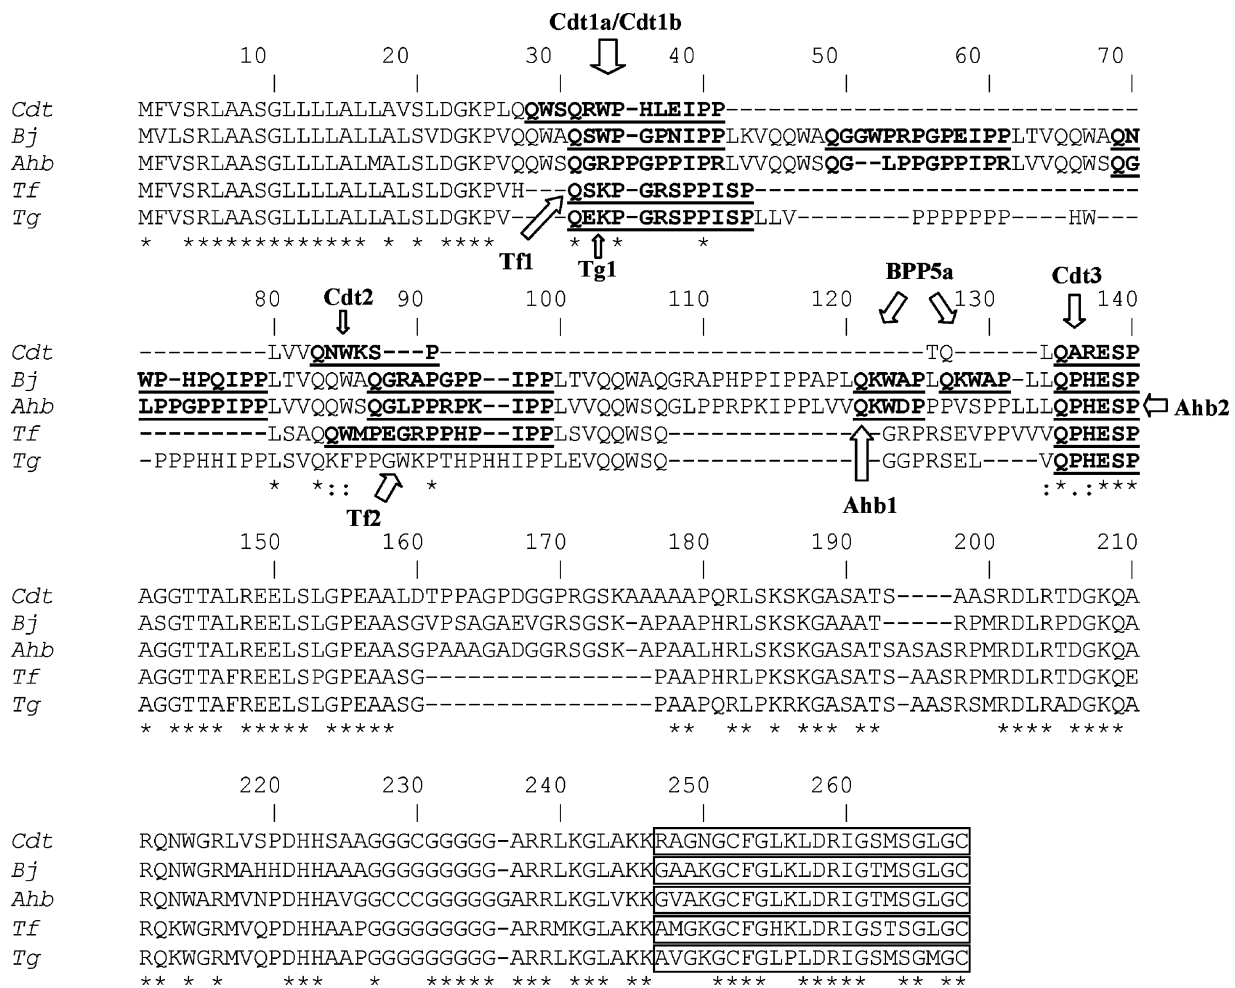 Cdt1a/Cdt1b
10 20 30 40 50 60 70
Cdt MFVSRLAASGLLLLALLAVSLDGKPLQQWSQRWP-HLEIPP-----------------------------
Bj MVLSRLAASGLLLLALLALSVDGKPVQQWAQSWP-GPNIPPLKVQQWAQGGWPRPGPEIPPLTVQQWAQN
Ahb MFVSRLAASGLLLLALMALSLDGKPVQQWSQGRPPGPPIPRLVVQQWSQG--LPPGPPIPRLVVQQWSQG
Tf MFVSRLAASGLLLLALLALSLDGKPVH---QSKP-GRSPPISP---------------------------
Tg MFVSRLAASGLLLLALLALSLDGKPV----QEKP-GRSPPISPLLV--------PPPPPPP----HW---
* ************* * * **** * * *
Tf1 Tg1
Cdt2 BPP5a Cdt3
80 90 100 110 120 130 140
Cdt ---------LVVQNWKS---P----------------------------------TQ------LQARESP
Bj WP-HPQIPPLTVQQWAQGRAPGPP--IPPLTVQQWAQGRAPHPPIPPAPLQKWAPLQKWAP-LLQPHESP
Ahb LPPGPPIPPLVVQQWSQGLPPRPK--IPPLVVQQWSQGLPPRPKIPPLVVQKWDPPPVSPPLLLQPHESP Ahb2
Tf ---------LSAQQWMPEGRPPHP--IPPLSVQQWSQ---------------GRPRSEVPPVVVQPHESP
Tg -PPPHHIPPLSVQKFPPGWKPTHPHHIPPLEVQQWSQ---------------GGPRSEL----VQPHESP
* *:: * :*.:***
Tf2 Ahb1
150 160 170 180 190 200 210
Cdt AGGTTALREELSLGPEAALDTPPAGPDGGPRGSKAAAAAPQRLSKSKGASATS----AASRDLRTDGKQA
Bj ASGTTALREELSLGPEAASGVPSAGAEVGRSGSK-APAAPHRLSKSKGAAAT-----RPMRDLRPDGKQA
Ahb AGGTTALREELSLGPEAASGPAAAGADGGRSGSK-APAALHRLSKSKGASATSASASRPMRDLRTDGKQA
Tf AGGTTAFREELSPGPEAASG----------------PAAPHRLPKSKGASATS-AASRPMRDLRTDGKQE
Tg AGGTTAFREELSLGPEAASG----------------PAAPQRLPKRKGASATS-AASRSMRDLRADGKQA
* **** ***** ***** ** ** * *** ** **** ****
220 230 240 250 260
Cdt RQNWGRLVSPDHHSAAGGGCGGGGG-ARRLKGLAKKRAGNGCFGLKLDRIGSMSGLGC
Bj RQNWGRMAHHDHHAAAGGGGGGGGG-ARRLKGLAKKGAAKGCFGLKLDRIGTMSGLGC
Ahb RQNWARMVNPDHHAVGGCCCGGGGGGARRLKGLVKKGVAKGCFGLKLDRIGTMSGLGC
Tf RQKWGRMVQPDHHAAPGGGGGGGGG-ARRMKGLAKKAMGKGCFGHKLDRIGSTSGLGC
Tg RQKWGRMVQPDHHAAPGGGGGGGGG-ARRLKGLAKKAVGKGCFGLPLDRIGSMSGMGC
** * * *** * ***** *** *** ** **** ***** ** **